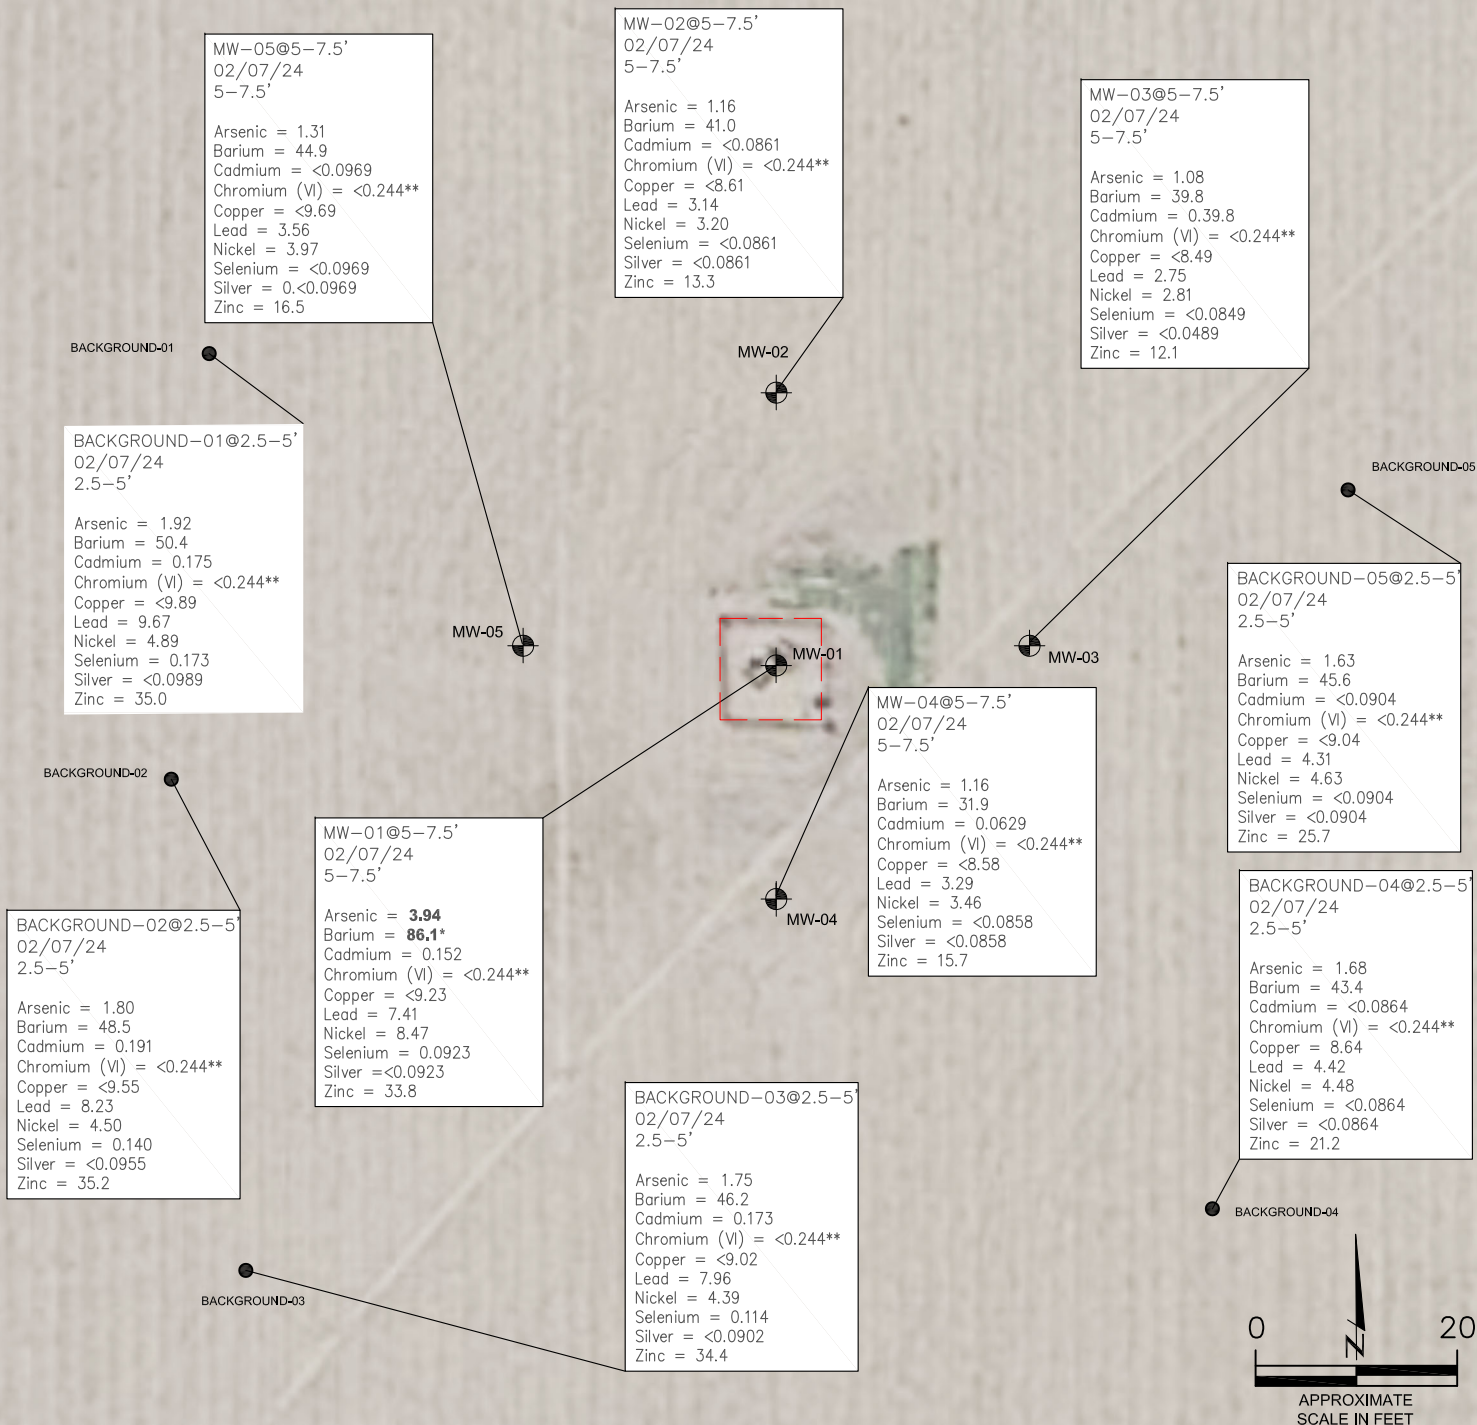 MW-05@5-7.5'
02/07/24
5-7.5'
Arsenic = 1.31
Barium = 44.9
Cadmium = <0.0969
Chromium (VI) = <0.244**
Copper = <9.69
Lead = 3.56
Nickel = 3.97
Selenium = <0.0969
Silver = 0.<0.0969
Zinc = 16.5
MW-02@5-7.5'
02/07/24
5-7.5'
Arsenic = 1.16
Barium = 41.0
Cadmium = <0.0861
Chromium (VI) = <0.244**
Copper = <8.61
Lead = 3.14
Nickel = 3.20
Selenium = <0.0861
Silver = <0.0861
Zinc = 13.3
MW-03@5-7.5'
02/07/24
5-7.5'
Arsenic = 1.08
Barium = 39.8
Cadmium = 0.39.8
Chromium (VI) = <0.244**
Copper = <8.49
Lead = 2.75
Nickel = 2.81
Selenium = <0.0849
Silver = <0.0489
Zinc = 12.1
BACKGROUND-01
MW-02
BACKGROUND-01@2.5-5'
02/07/24
2.5-5'
Arsenic = 1.92
Barium = 50.4
Cadmium = 0.175
Chromium (VI) = <0.244**
Copper = <9.89
Lead = 9.67
Nickel = 4.89
Selenium = 0.173
Silver = <0.0989
Zinc = 35.0
BACKGROUND-05
BACKGROUND-05@2.5-5'
02/07/24
2.5-5'
Arsenic = 1.63
Barium = 45.6
Cadmium = <0.0904
Chromium (VI) = <0.244**
Copper = <9.04
Lead = 4.31
Nickel = 4.63
Selenium = <0.0904
Silver = <0.0904
Zinc = 25.7
MW-05
MW-01
MW-03
MW-04@5-7.5'
02/07/24
5-7.5'
Arsenic = 1.16
Barium = 31.9
Cadmium = 0.0629
Chromium (VI) = <0.244**
Copper = <8.58
Lead = 3.29
Nickel = 3.46
Selenium = <0.0858
Silver = <0.0858
Zinc = 15.7
BACKGROUND-02
MW-01@5-7.5'
02/07/24
5-7.5'
Arsenic = 3.94
Barium = 86.1*
Cadmium = 0.152
Chromium (VI) = <0.244**
Copper = <9.23
Lead = 7.41
Nickel = 8.47
Selenium = 0.0923
Silver =<0.0923
Zinc = 33.8
MW-04
BACKGROUND-04@2.5-5'
02/07/24
2.5-5'
Arsenic = 1.68
Barium = 43.4
Cadmium = <0.0864
Chromium (VI) = <0.244**
Copper = 8.64
Lead = 4.42
Nickel = 4.48
Selenium = <0.0864
Silver = <0.0864
Zinc = 21.2
BACKGROUND-02@2.5-5'
02/07/24
2.5-5'
Arsenic = 1.80
Barium = 48.5
Cadmium = 0.191
Chromium (VI) = <0.244**
Copper = <9.55
Lead = 8.23
Nickel = 4.50
Selenium = 0.140
Silver = <0.0955
Zinc = 35.2
BACKGROUND-03@2.5-5'
02/07/24
2.5-5'
Arsenic = 1.75
Barium = 46.2
Cadmium = 0.173
Chromium (VI) = <0.244**
Copper = <9.02
Lead = 7.96
Nickel = 4.39
Selenium = 0.114
Silver = <0.0902
Zinc = 34.4
BACKGROUND-04
BACKGROUND-03
N
0 20
APPROXIMATE
SCALE IN FEET